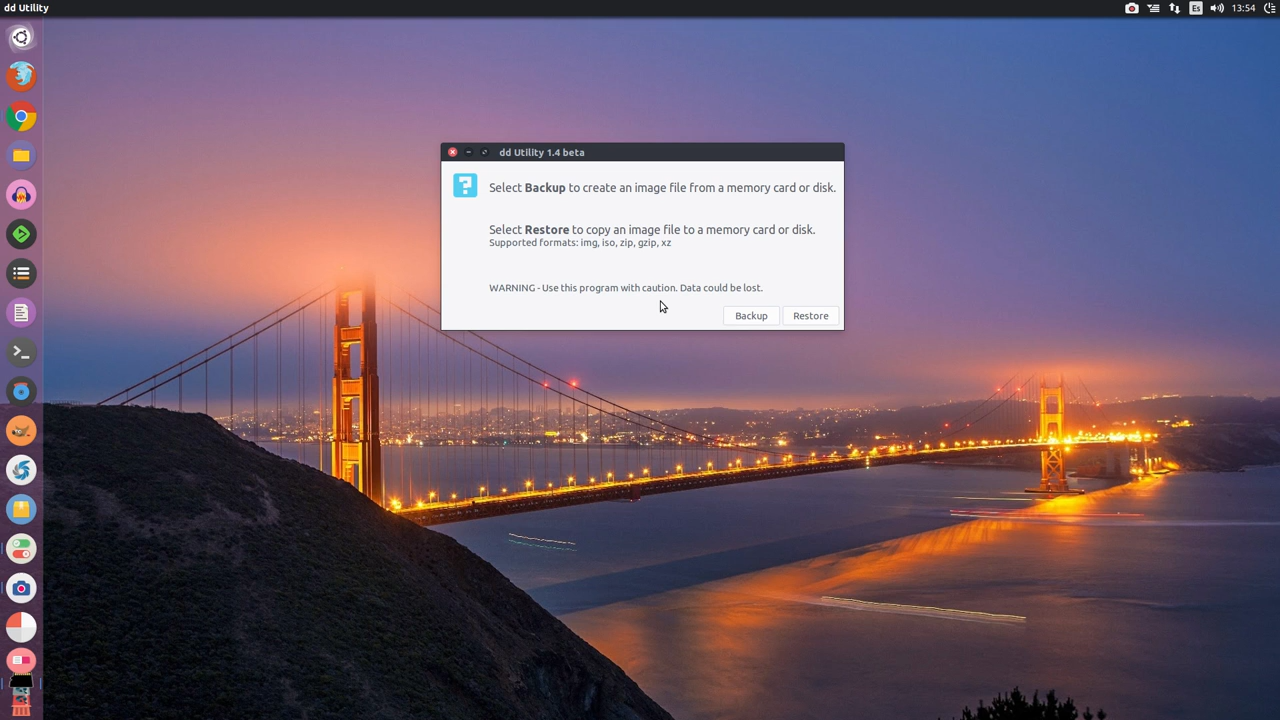 dd Utility
Es
13:54
dd Utility 1.4 beta
Select Backup to create an image file from a memory card or disk.
Select Restore to copy an image file to a memory card or disk.
Supported formats: img, iso, zip, gzip, xz
WARNING - Use this program with caution. Data could be lost.
Backup
Restore